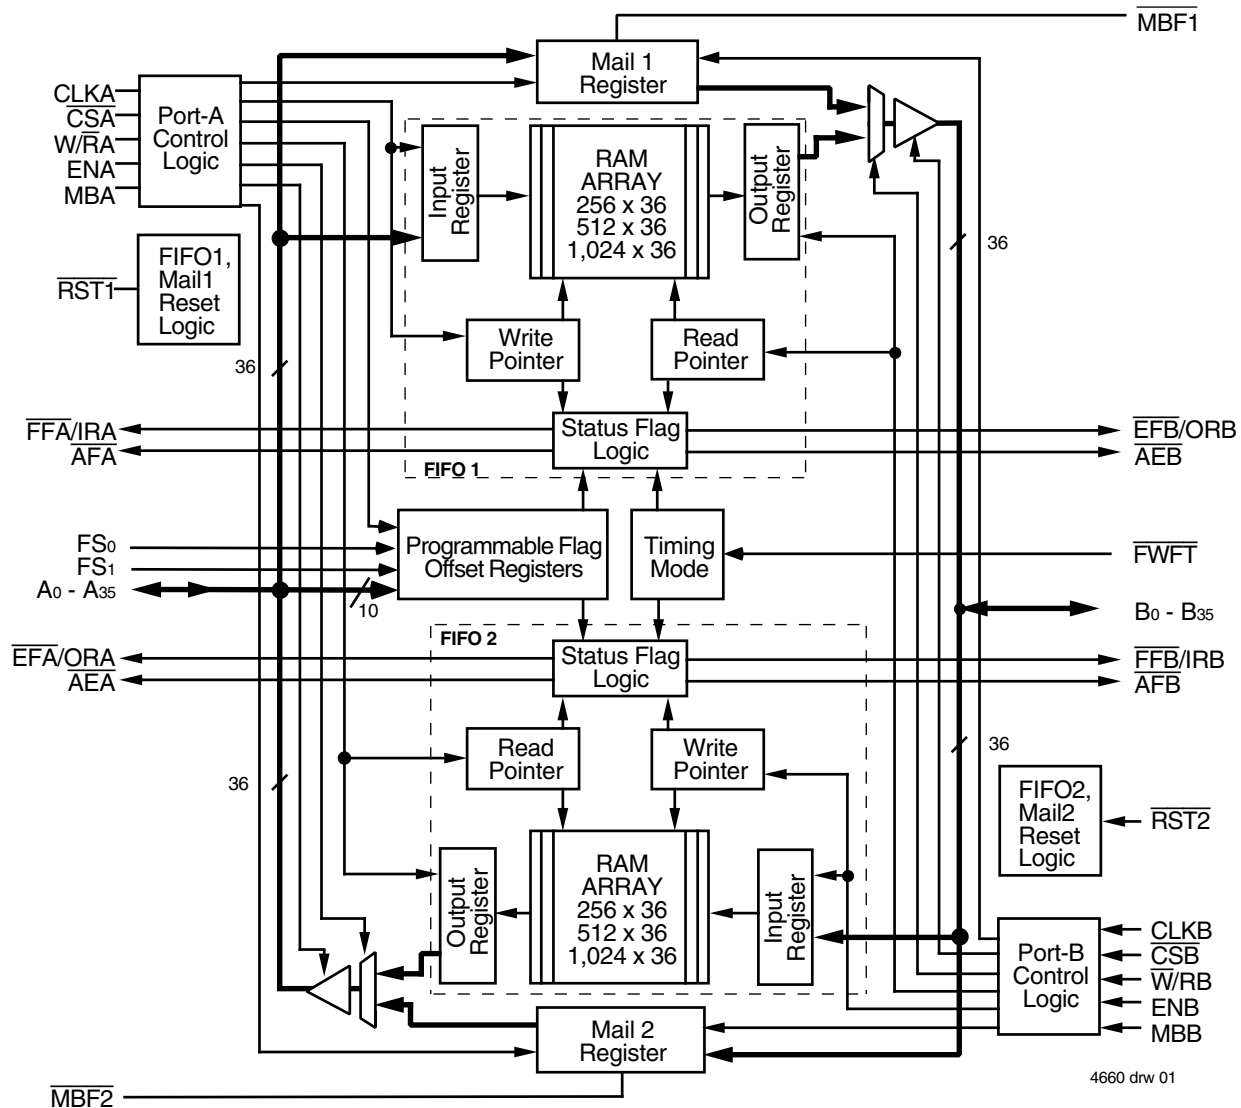 MBF1
Mail 1
Register
CLKA
CSA
W/RA
ENA
MBA
Port-A
Control
Logic
Input
Register
RAM
ARRAY
256 x 36
512 x 36
1,024 x 36
Output
Register
36
RST1
FIFO1,
Mail1
Reset
Logic
Write
Pointer
Read
Pointer
36
FFA/IRA
AFA
Status Flag
Logic
EFB/ORB
AEB
FIFO 1
FS0
FS1
A0 - A35
Programmable Flag
Offset Registers
10
Timing
Mode
FWFT
B0 - B35
FIFO 2
EFA/ORA
AEA
Status Flag
Logic
FFB/IRB
AFB
Read
Pointer
Write
Pointer
36
36
FIFO2,
Mail2
Reset
Logic
RST2
Output
Register
RAM
ARRAY
256 x 36
512 x 36
1,024 x 36
Input
Register
Port-B
Control
Logic
CLKB
CSB
W/RB
ENB
MBB
Mail 2
Register
MBF2
4660 drw 01